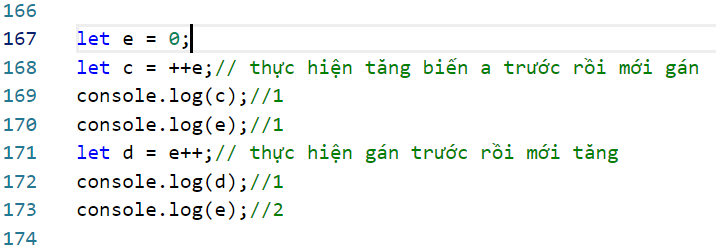 166
167 let e = 0;
168 let c = ++e;// thực hiện tăng biến a trước rồi mới gán
169 console.log(c);//1
170 console.log(e);//1
171 let d = e++;// thực hiện gán trước rồi mới tăng
172 console.log(d);//1
173 console.log(e);//2
174